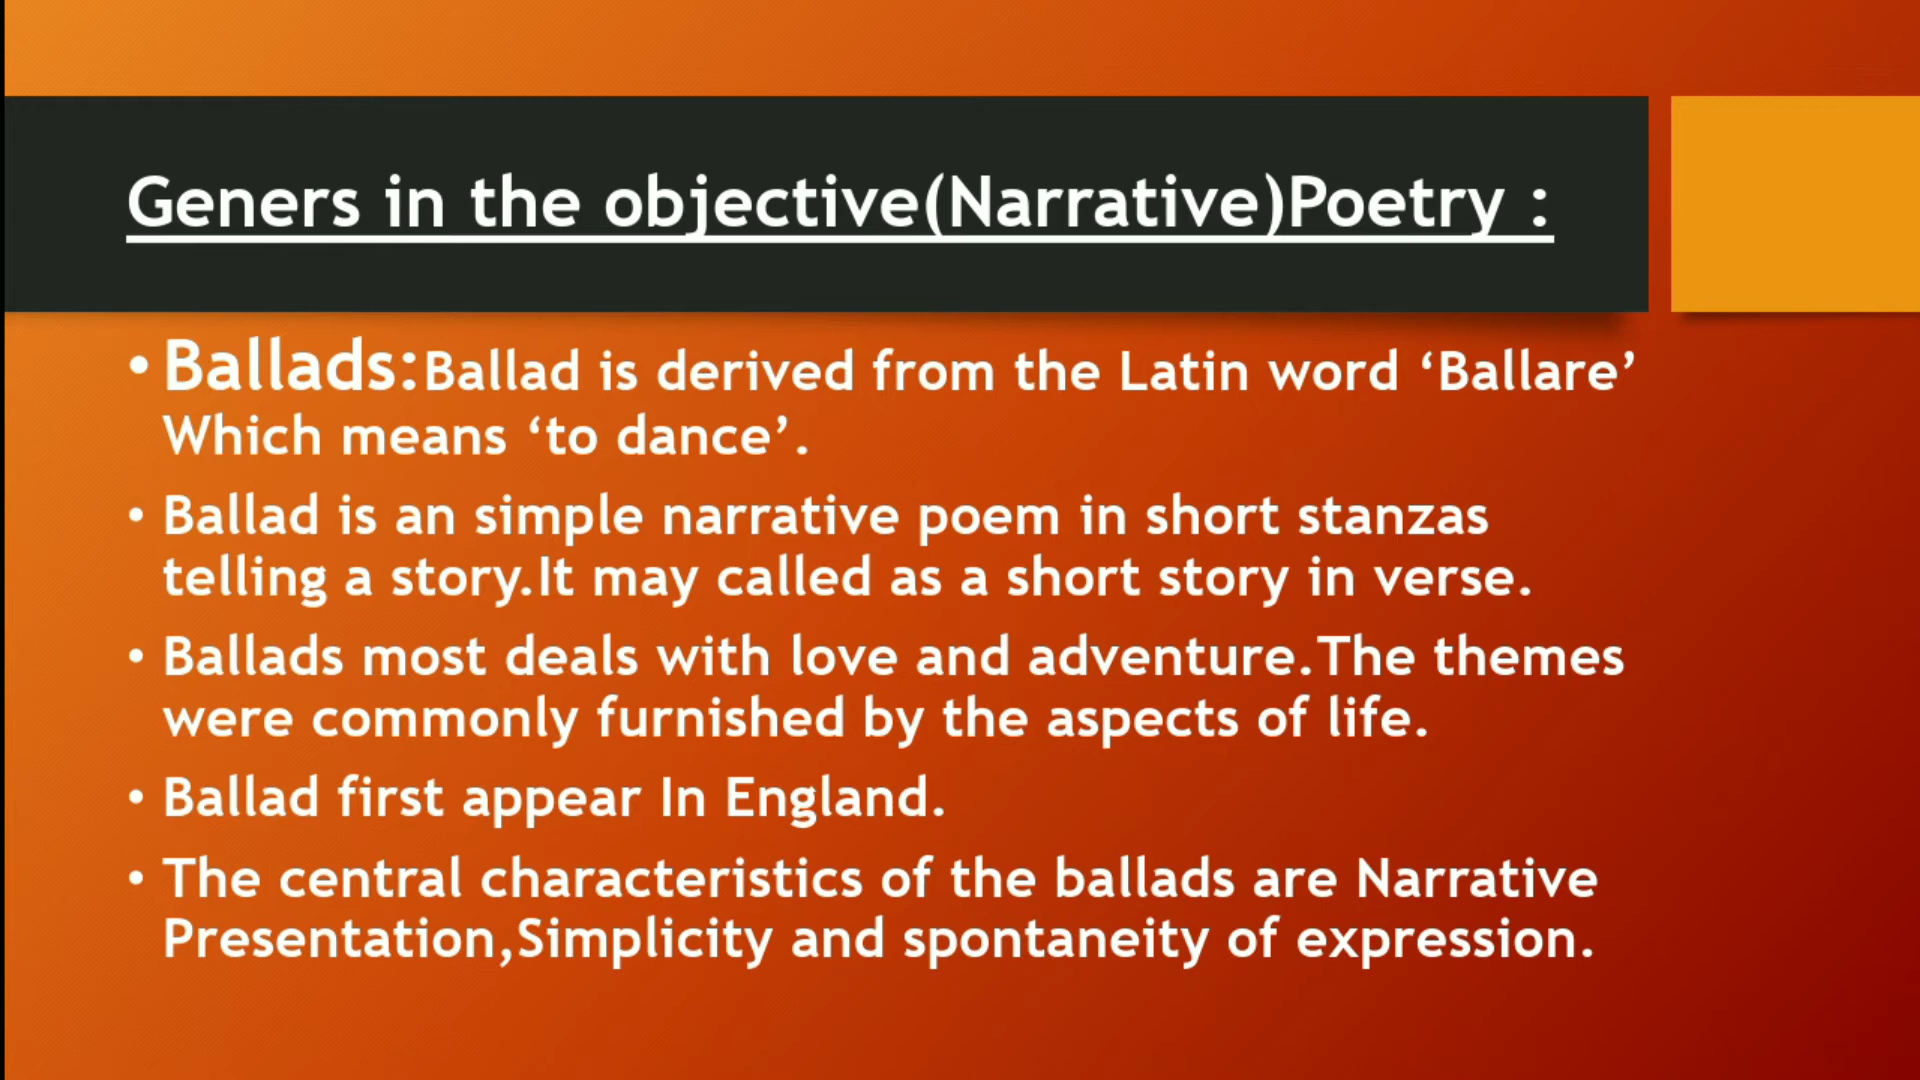 Geners in the objective(Narrative)Poetry :
• Ballads:Ballad is derived from the Latin word ‘Ballare’
Which means ‘to dance’.
• Ballad is an simple narrative poem in short stanzas
telling a story.It may called as a short story in verse.
• Ballads most deals with love and adventure.The themes
were commonly furnished by the aspects of life.
• Ballad first appear In England.
• The central characteristics of the ballads are Narrative
Presentation,Simplicity and spontaneity of expression.